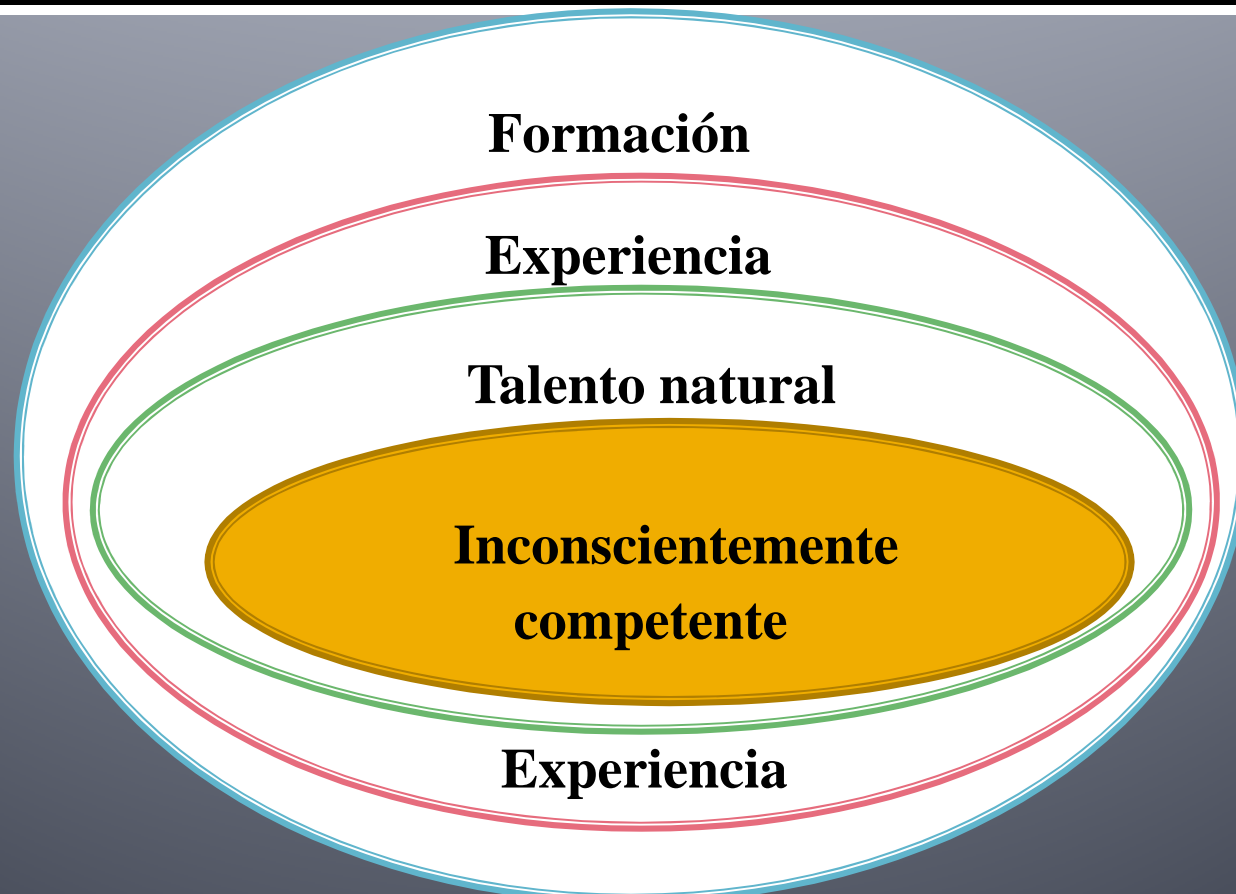 Formación
Experiencia
Talento natural
Inconscientemente
competente
Experiencia